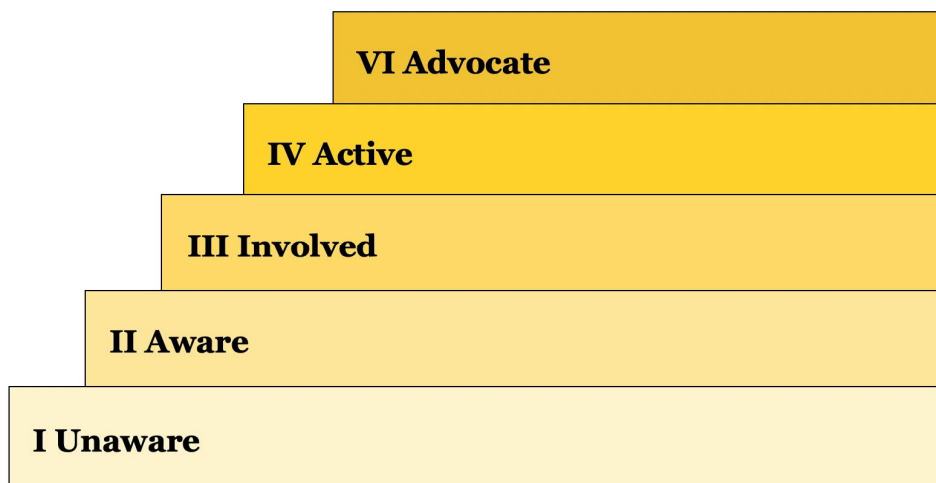 VI Advocate
IV Active
III Involved
II Aware
I Unaware